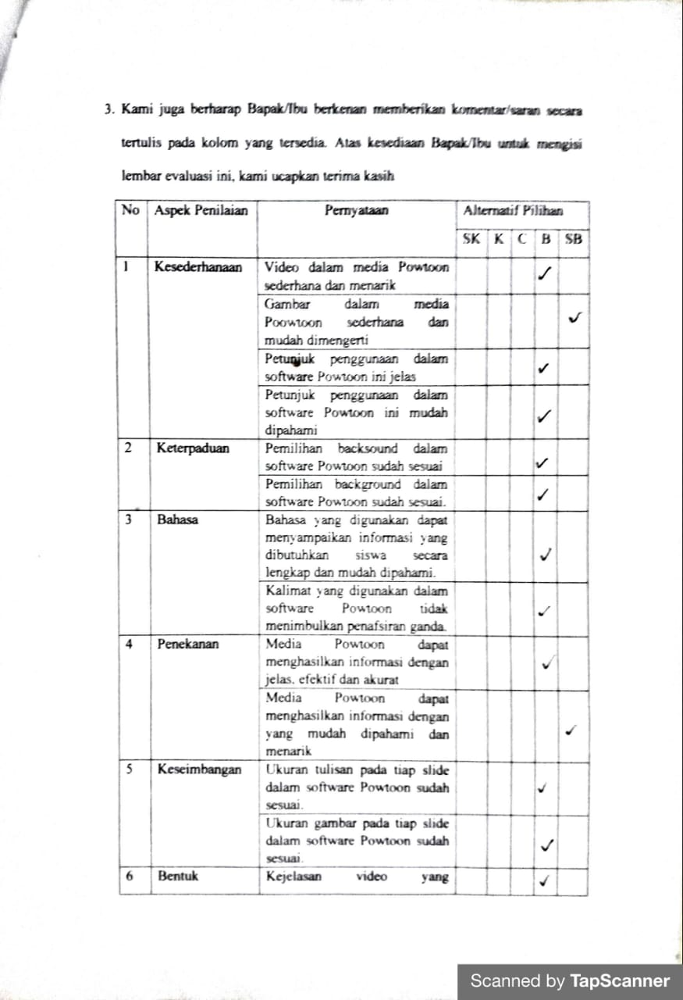 3. Kami juga berharap Bapak/Ibu berkenan memberikan komentar/saran secara
tertulis pada kolom yang tersedia. Atas kesediaan Bapak/Ibu untuk mengisi
lembar evaluasi ini, kami ucapkan terima kasih
No Aspek Penilaian Pernyataan Alternatif Pilihan
SK K C B SB
1 Kesederhanaan Video dalam media Powtoon
sederhana dan menarik ✓
Gambar dalam media
Poowtoon sederhana dan ✓
mudah dimengerti
Petunjuk penggunaan dalam
software Powtoon ini jelas ✓
Petunjuk penggunaan dalam
software Powtoon ini mudah ✓
dipahami
2 Keterpaduan Pemilihan backsound dalam
software Powtoon sudah sesuai ✓
Pemilihan background dalam
software Powtoon sudah sesuai. ✓
3 Bahasa Bahasa yang digunakan dapat
menyampaikan informasi yang
dibutuhkan siswa secara ✓
lengkap dan mudah dipahami.
Kalimat yang digunakan dalam
software Powtoon tidak ✓
menimbulkan penafsiran ganda.
4 Penekanan Media Powtoon dapat
menghasilkan informasi dengan ✓
jelas. efektif dan akurat
Media Powtoon dapat
menghasilkan informasi dengan
yang mudah dipahami dan ✓
menarik
5 Keseimbangan Ukuran tulisan pada tiap slide
dalam software Powtoon sudah ✓
sesuai.
Ukuran gambar pada tiap slide
dalam software Powtoon sudah ✓
sesuai.
6 Bentuk Kejelasan video yang ✓
Scanned by TapScanner